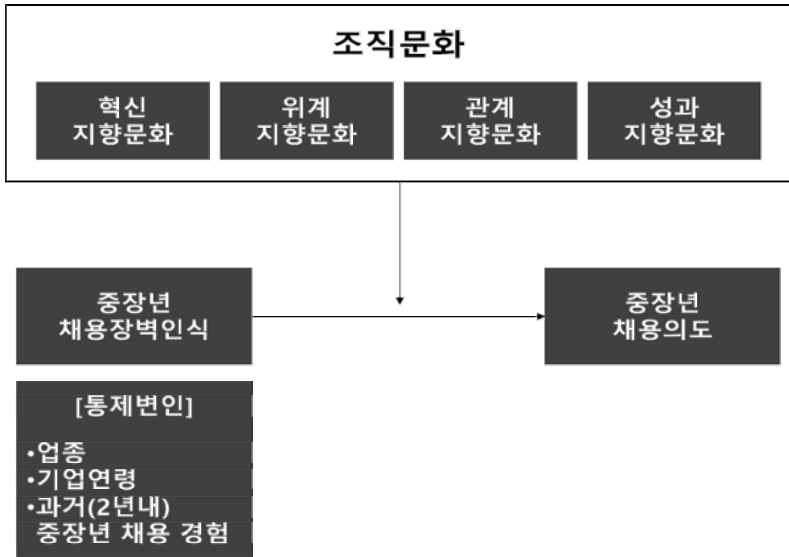 조직문화
혁신
지향문화
위계
지향문화
관계
지향문화
성과
지향문화
중장년
채용장벽인식
중장년
채용의도
[통제변인]
•업종
•기업연령
•과거(2년내)
중장년 채용 경험